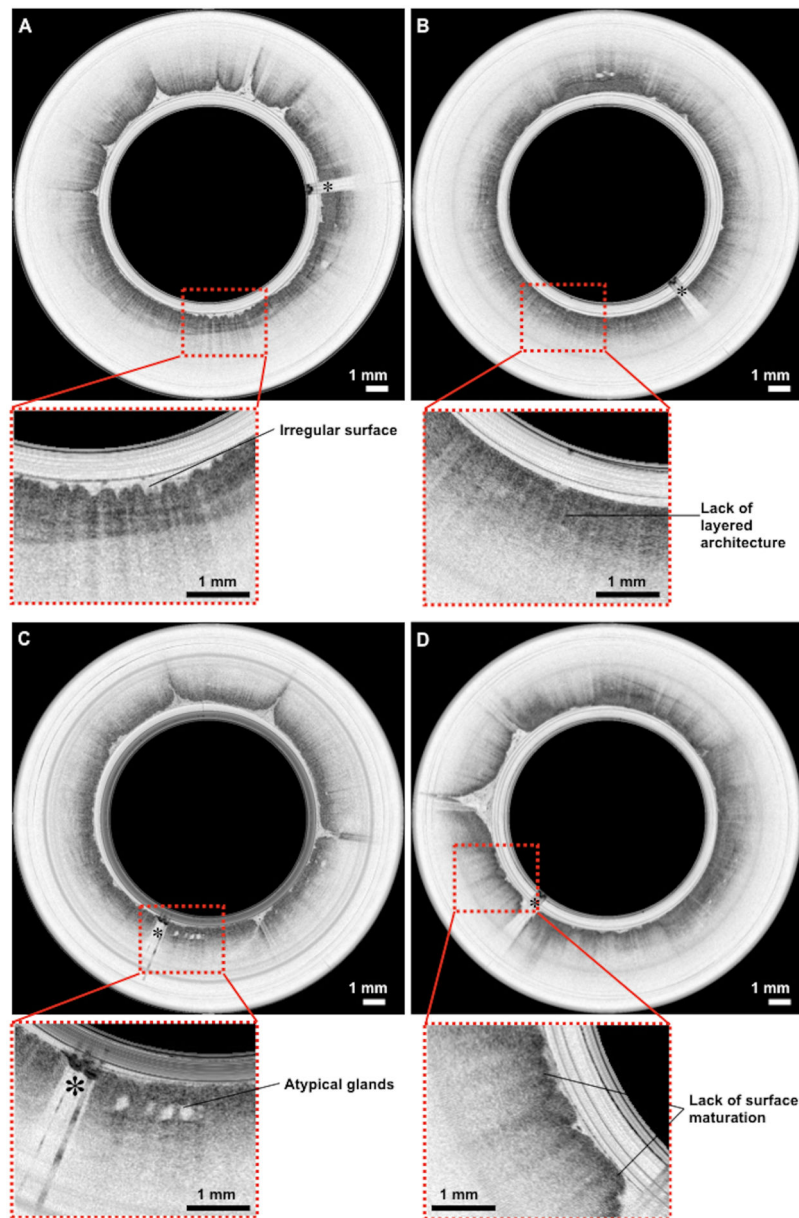 A
B
*
*
1 mm
1 mm
Irregular surface
Lack of
layered
architecture
1 mm
1 mm
C
D
*
*
1 mm
1 mm
*
Atypical glands
Lack of surface
maturation
1 mm
1 mm